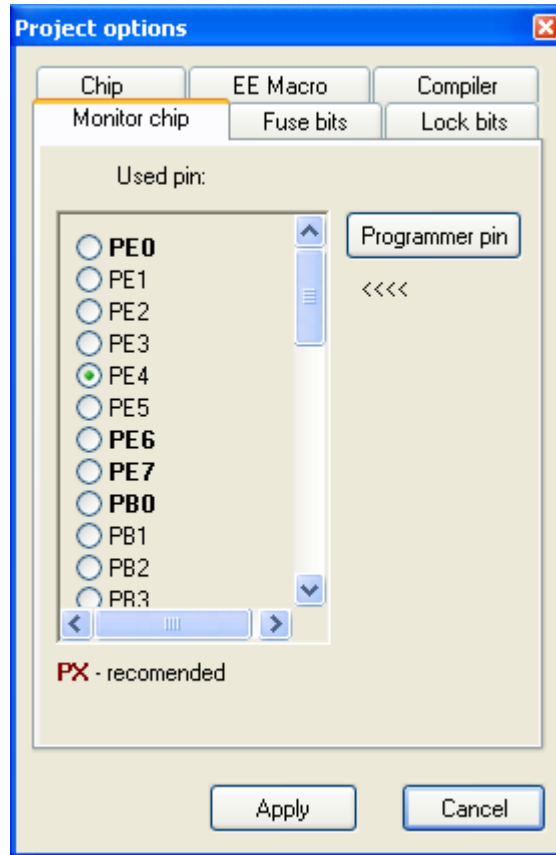 Project options
Chip EE Macro Compiler
Monitor chip Fuse bits Lock bits
Used pin:
PE0
PE1
PE2
PE3
PE4
PE5
PE6
PE7
PB0
PB1
PB2
PB3
Programmer pin
<<<<
PX - recomended
Apply Cancel